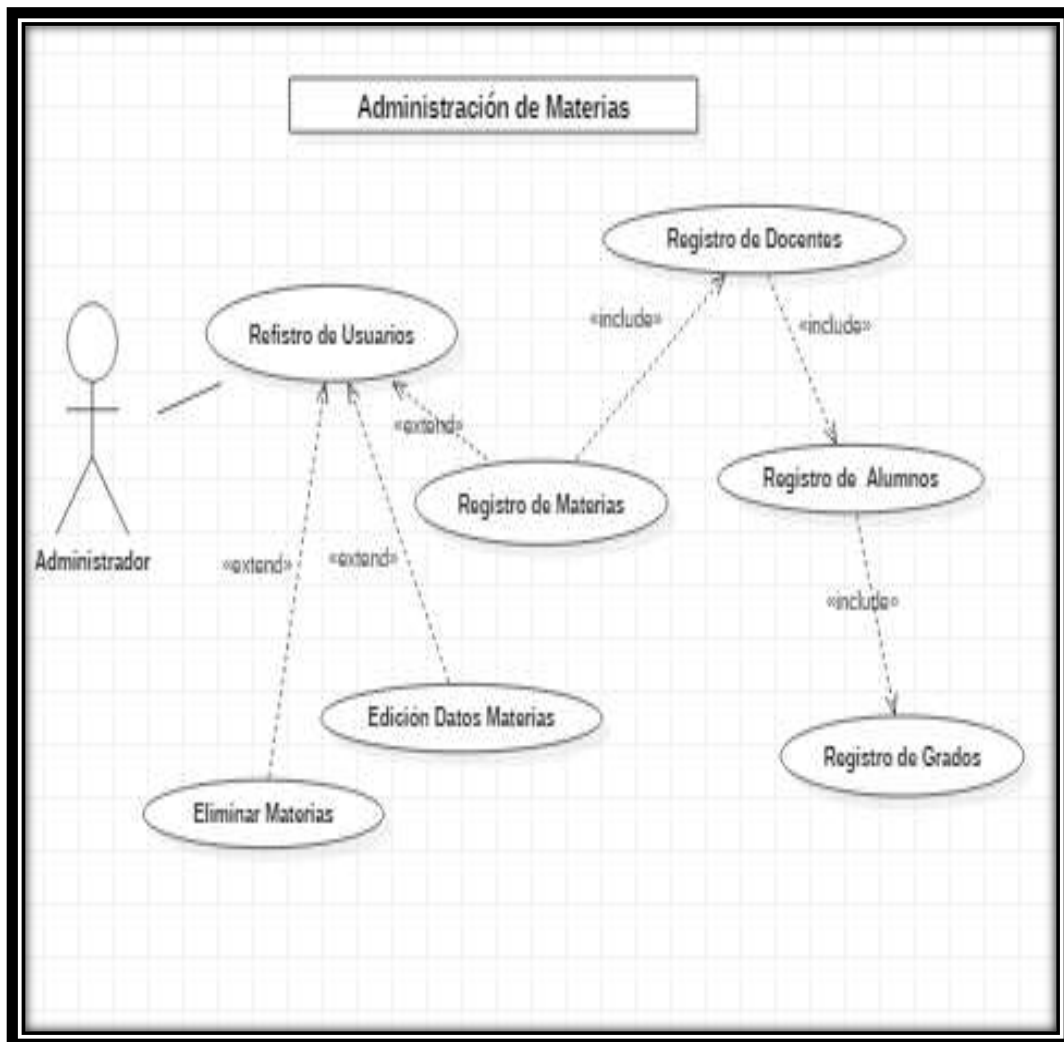 Administración de Materias
Registro de Docentes
«include»
«include»
Refistro de Usuarios
«extend»
Registro de Materias
Registro de Alumnos
Administrador
«extend»
«extend»
«include»
Edición Datos Materias
Registro de Grados
Eliminar Materias